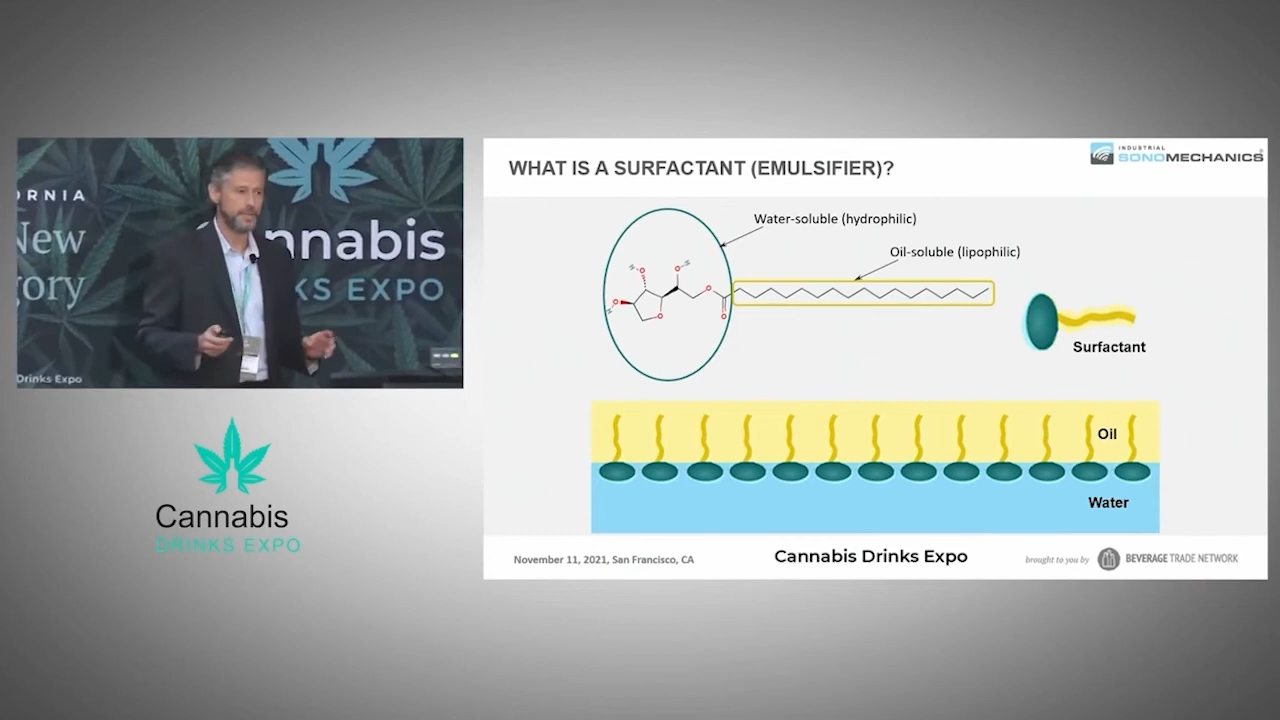 ORNIA
New
gory
nnabis
KS EXPO
Drinks Expo
Cannabis
DRINKS EXPO
WHAT IS A SURFACTANT (EMULSIFIER)?
INDUSTRIAL
SONOMECHANICS
Water-soluble (hydrophilic)
Oil-soluble (lipophilic)
H
O
O
H
H
O
O
O
O
Surfactant
Oil
Water
November 11, 2021, San Francisco, CA
Cannabis Drinks Expo
brought to you by
BEVERAGE TRADE NETWORK